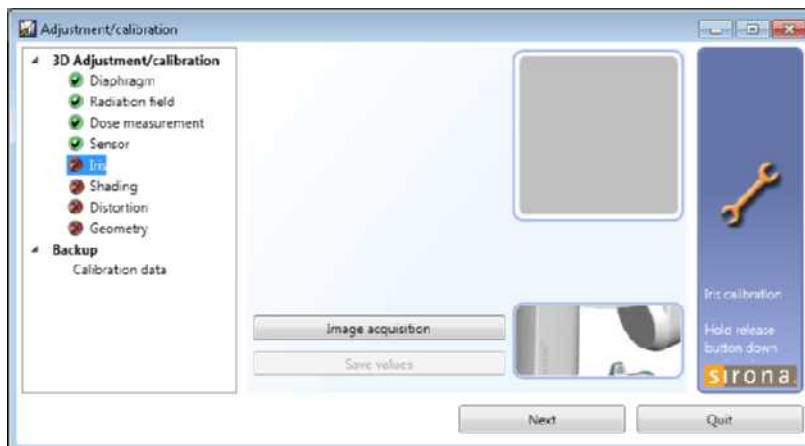 Adjustment/calibration
3D Adjustment/calibration
Diaphragm
Radiation field
Dose measurement
Sensor
Iris
Shading
Distortion
Geometry
Backup
Calibration data
Image acquisition
Save values
Iris calibration
Hold release
button down
sirona.
Next
Quit